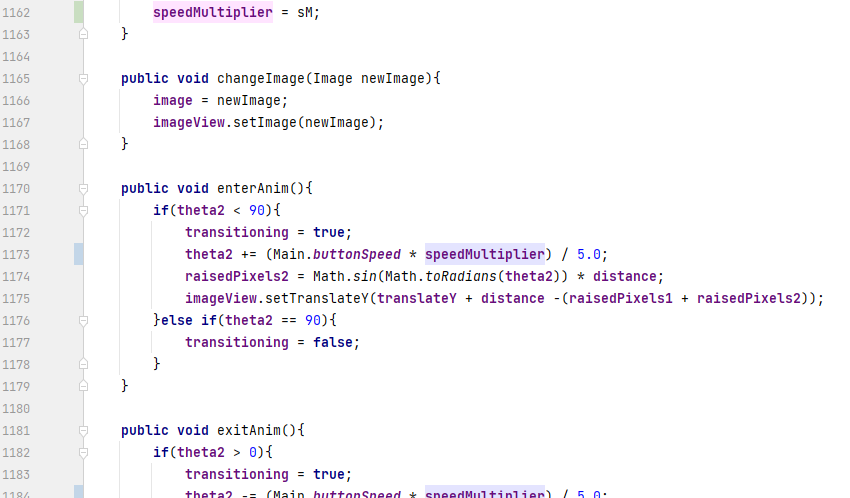 1162 speedMultiplier = sM;
1163 }
1164
1165 public void changeImage(Image newImage){
1166 image = newImage;
1167 imageView.setImage(newImage);
1168 }
1169
1170 public void enterAnim(){
1171 if(theta2 < 90){
1172 transitioning = true;
1173 theta2 += (Main.buttonSpeed * speedMultiplier) / 5.0;
1174 raisedPixels2 = Math.sin(Math.toRadians(theta2)) * distance;
1175 imageView.setTranslateY(translateY + distance -(raisedPixels1 + raisedPixels2));
1176 }else if(theta2 == 90){
1177 transitioning = false;
1178 }
1179 }
1180
1181 public void exitAnim(){
1182 if(theta2 > 0){
1183 transitioning = true;
1184 theta2 -= (Main.buttonSpeed * speedMultiplier) / 5.0;